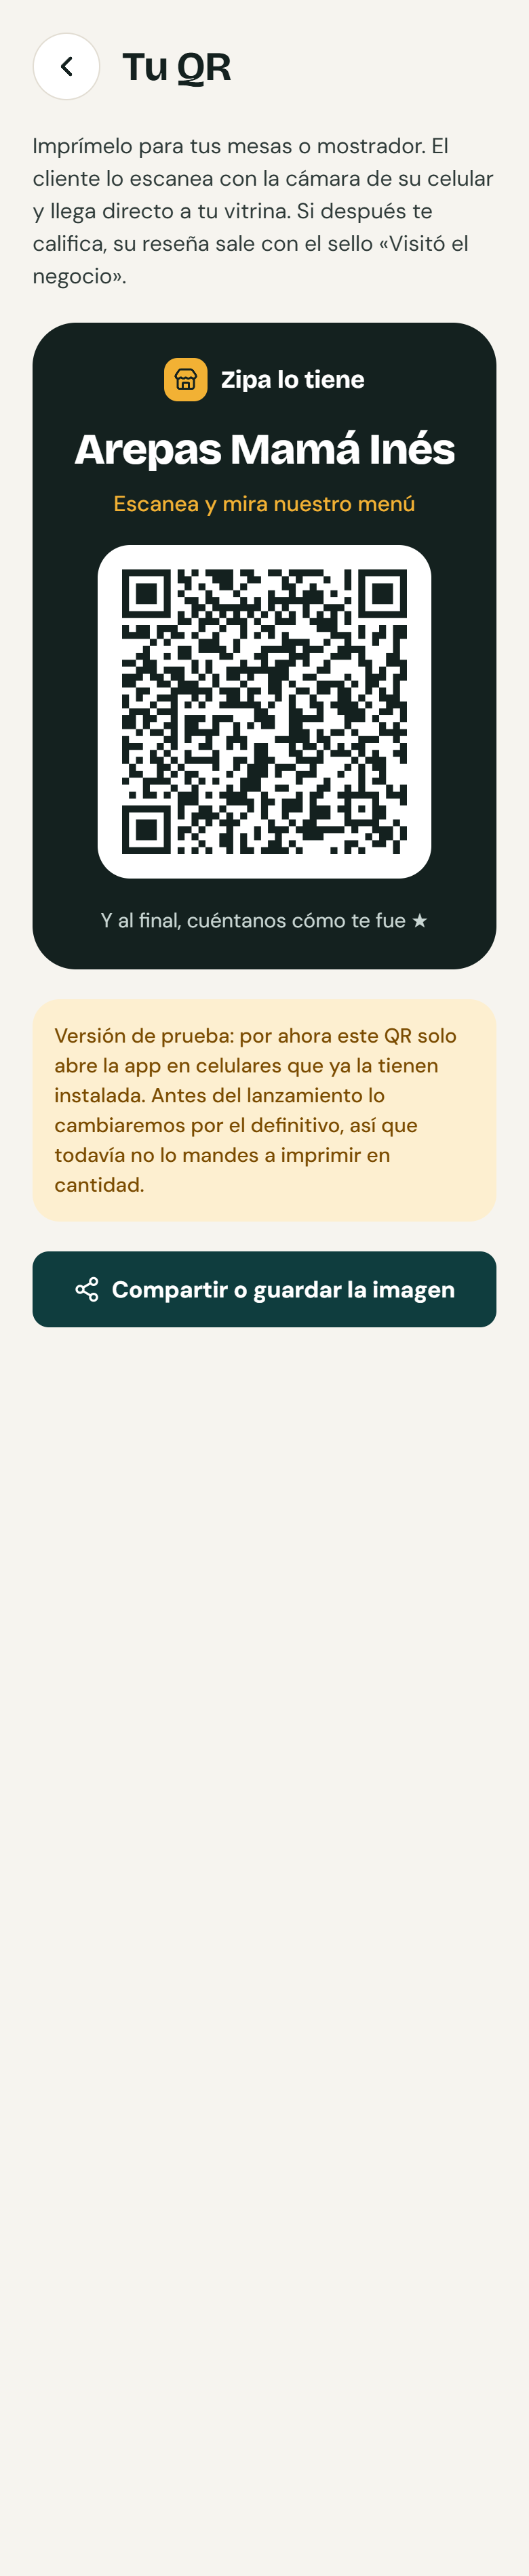 Tu QR
Imprímelo para tus mesas o mostrador. El
cliente lo escanea con la cámara de su celular
y llega directo a tu vitrina. Si después te
califica, su reseña sale con el sello «Visitó el
negocio».
Zipa lo tiene
Arepas Mamá Inés
Escanea y mira nuestro menú
Y al final, cuéntanos cómo te fue ★
Versión de prueba: por ahora este QR solo
abre la app en celulares que ya la tienen
instalada. Antes del lanzamiento lo
cambiaremos por el definitivo, así que
todavía no lo mandes a imprimir en
cantidad.
Compartir o guardar la imagen